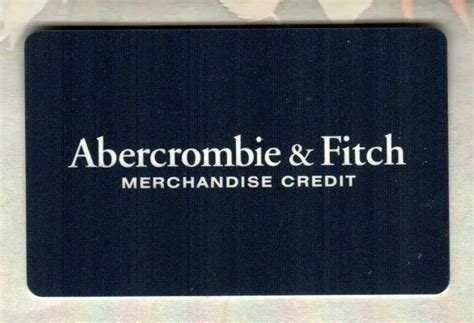 Abercrombie & Fitch
MERCHANDISE CREDIT